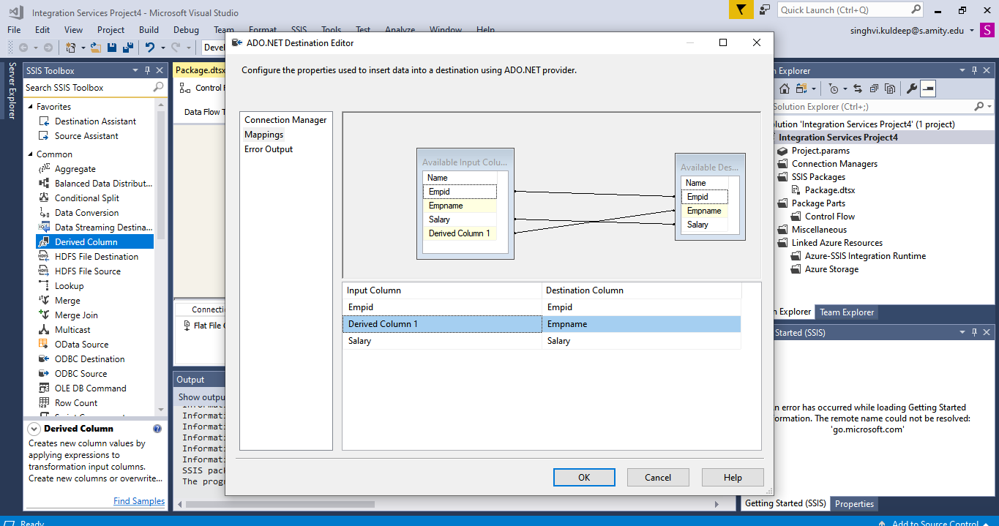 Integration Services Project4 - Microsoft Visual Studio
Quick Launch (Ctrl+Q)
File Edit View Project Build Debug Team Format SSIS Tools Test Analyze Window Help
singhvi.kuldeep@s.amity.edu
S
Devel
Server Explorer
SSIS Toolbox
Search SSIS Toolbox
Favorites
Destination Assistant
Source Assistant
Common
Aggregate
Balanced Data Distribut...
Conditional Split
Data Conversion
Data Streaming Destina...
Derived Column
HDFS File Destination
HDFS File Source
Lookup
Merge
Merge Join
Multicast
OData Source
ODBC Destination
ODBC Source
OLE DB Command
Row Count
Derived Column
Creates new column values by
applying expressions to
transformation input columns.
Create new columns or overwrite...
Find Samples
Package.dtsx
Control F
Data Flow T
Connectio
Flat File C
Output
Show outpu
Informati
Informati
Informati
Informati
Informati
Informati
SSIS pack
The progr
ADO.NET Destination Editor
Configure the properties used to insert data into a destination using ADO.NET provider.
Connection Manager
Mappings
Error Output
Available Input Colu...
Name
Empid
Empname
Salary
Derived Column 1
Available Des...
Name
Empid
Empname
Salary
Input Column Destination Column
Empid Empid
Derived Column 1 Empname
Salary Salary
OK Cancel Help
n Explorer
Solution Explorer (Ctrl+;)
olution 'Integration Services Project4' (1 project)
Integration Services Project4
Project.params
Connection Managers
SSIS Packages
Package.dtsx
Package Parts
Control Flow
Miscellaneous
Linked Azure Resources
Azure-SSIS Integration Runtime
Azure Storage
n Explorer Team Explorer
Started (SSIS)
n error has occurred while loading Getting Started
formation. The remote name could not be resolved:
'go.microsoft.com'
Getting Started (SSIS) Properties
Ready
Add to Source Control